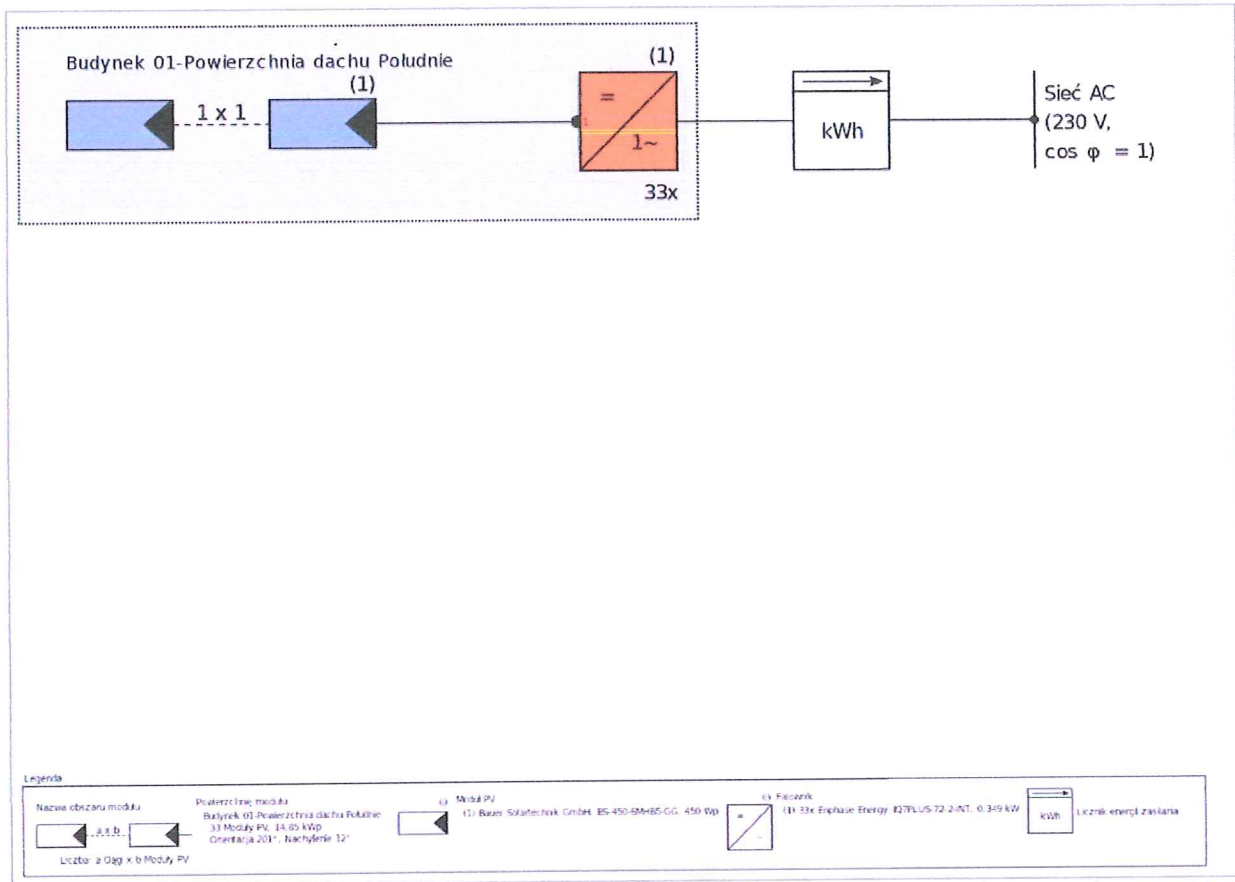 Budynek 01-Powierzchnia dachu Południe
(1)
(1)
1 x 1
=
1
1~
33x
kWh
Sieć AC
(230 V,
cos φ = 1)
Legenda
Nazwa obszaru modułu
a x b
Liczba: a Ciągi x b Moduły PV
Powierzchnię modułu
Budynek 01-Powierzchnia dachu Południe
33 Moduły PV, 14,85 kWp
Orientacja 201°, Nachylenie 12°
Moduł PV
(1) Bauer Solartechnik GmbH, BS-450-6MHB5-GG, 450 Wp
=
~
Falownik
(1) 33x Enphase Energy, IQ7PLUS-72-2-INT, 0.349 kW
kWh
Licznik energii zasilania